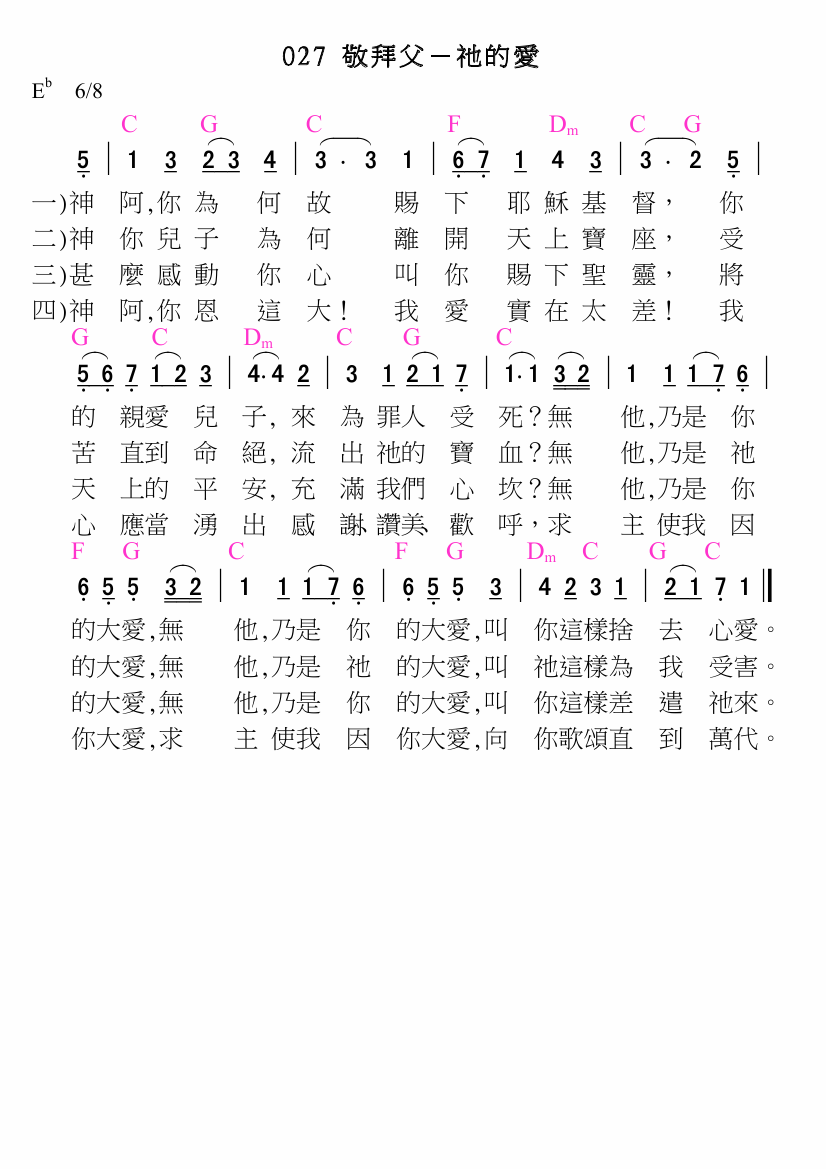 027 敬拜父－祂的愛
E♭ 6/8
C G C F Dm C G
5 | 1 3 2 3 4 | 3 · 3 1 | 6 7 1 4 3 | 3 · 2 5 |
一)神 阿,你 為 何 故 賜 下 耶 穌 基 督， 你
二)神 你 兒 子 為 何 離 開 天 上 寶 座， 受
三)甚 麼 感 動 你 心 叫 你 賜 下 聖 靈， 將
四)神 阿,你 恩 這 大! 我 愛 實 在 太 差! 我
G C Dm C G C
5 6 7 1 2 3 | 4· 4 2 | 3 1 2 1 7 | 1· 1 3 2 | 1 1 1 7 6 |
的 親愛 兒 子, 來 為 罪人 受 死？無 他,乃是 你
苦 直到 命 絕, 流 出 祂的 寶 血？無 他,乃是 祂
天 上的 平 安, 充 滿 我們 心 坎？無 他,乃是 你
心 應當 湧 出 感 謝、讚美、歡 呼，求 主 使我 因
F G C F G Dm C G C
6 5 5 3 2 | 1 1 1 7 6 | 6 5 5 3 | 4 2 3 1 | 2 1 7 1 ‖
的大愛,無 他,乃是 你 的大愛,叫 你這樣捨 去 心愛。
的大愛,無 他,乃是 祂 的大愛,叫 祂這樣為 我 受害。
的大愛,無 他,乃是 你 的大愛,叫 你這樣差 遣 祂來。
你大愛,求 主 使我 因 你大愛,向 你歌頌直 到 萬代。